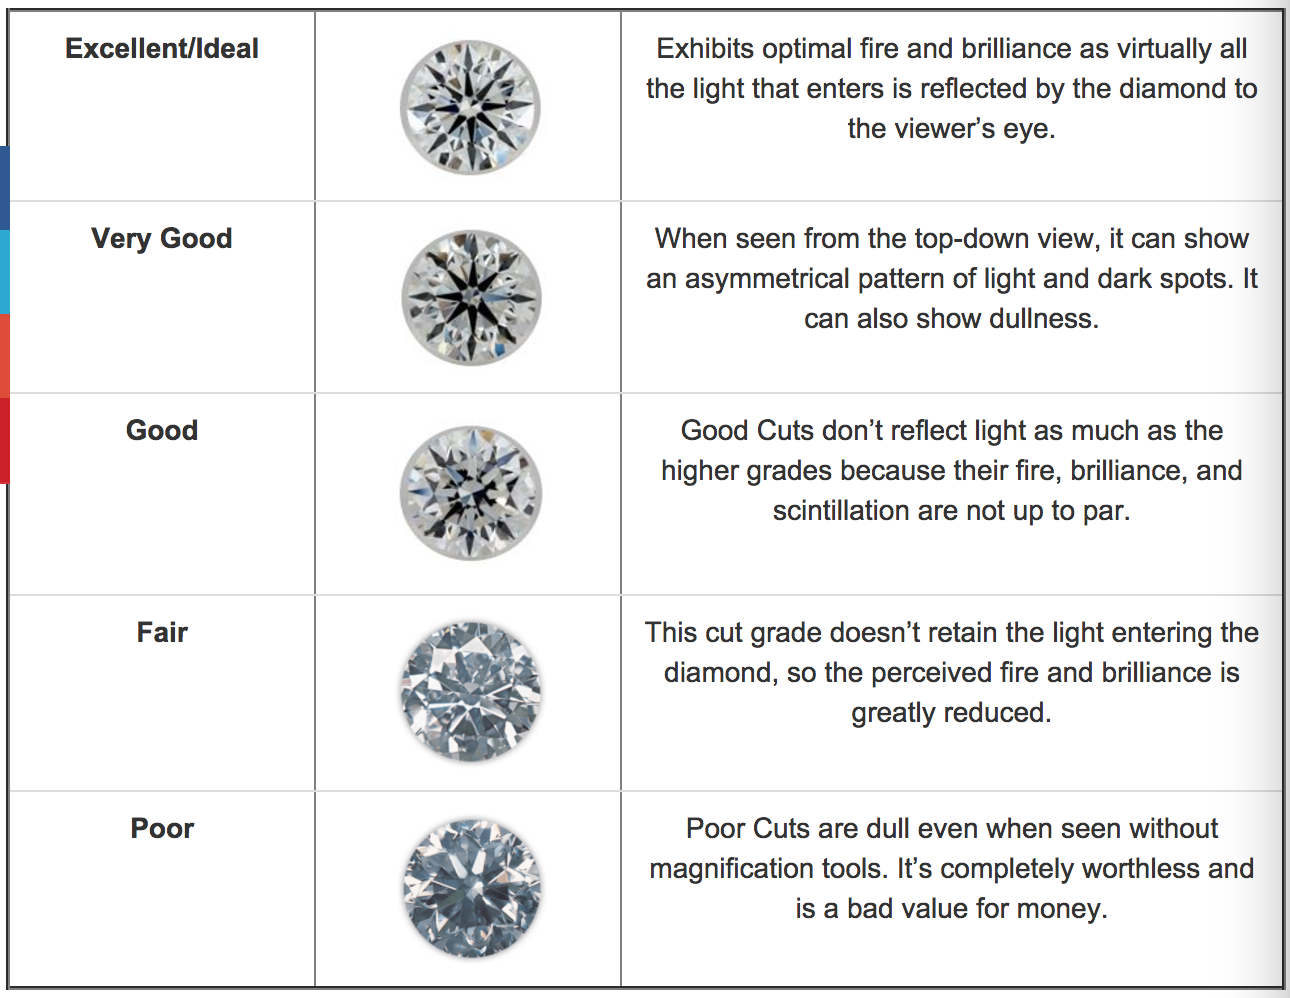 Excellent/Ideal
Exhibits optimal fire and brilliance as virtually all
the light that enters is reflected by the diamond to
the viewer’s eye.
Very Good
When seen from the top-down view, it can show
an asymmetrical pattern of light and dark spots. It
can also show dullness.
Good
Good Cuts don’t reflect light as much as the
higher grades because their fire, brilliance, and
scintillation are not up to par.
Fair
This cut grade doesn’t retain the light entering the
diamond, so the perceived fire and brilliance is
greatly reduced.
Poor
Poor Cuts are dull even when seen without
magnification tools. It’s completely worthless and
is a bad value for money.